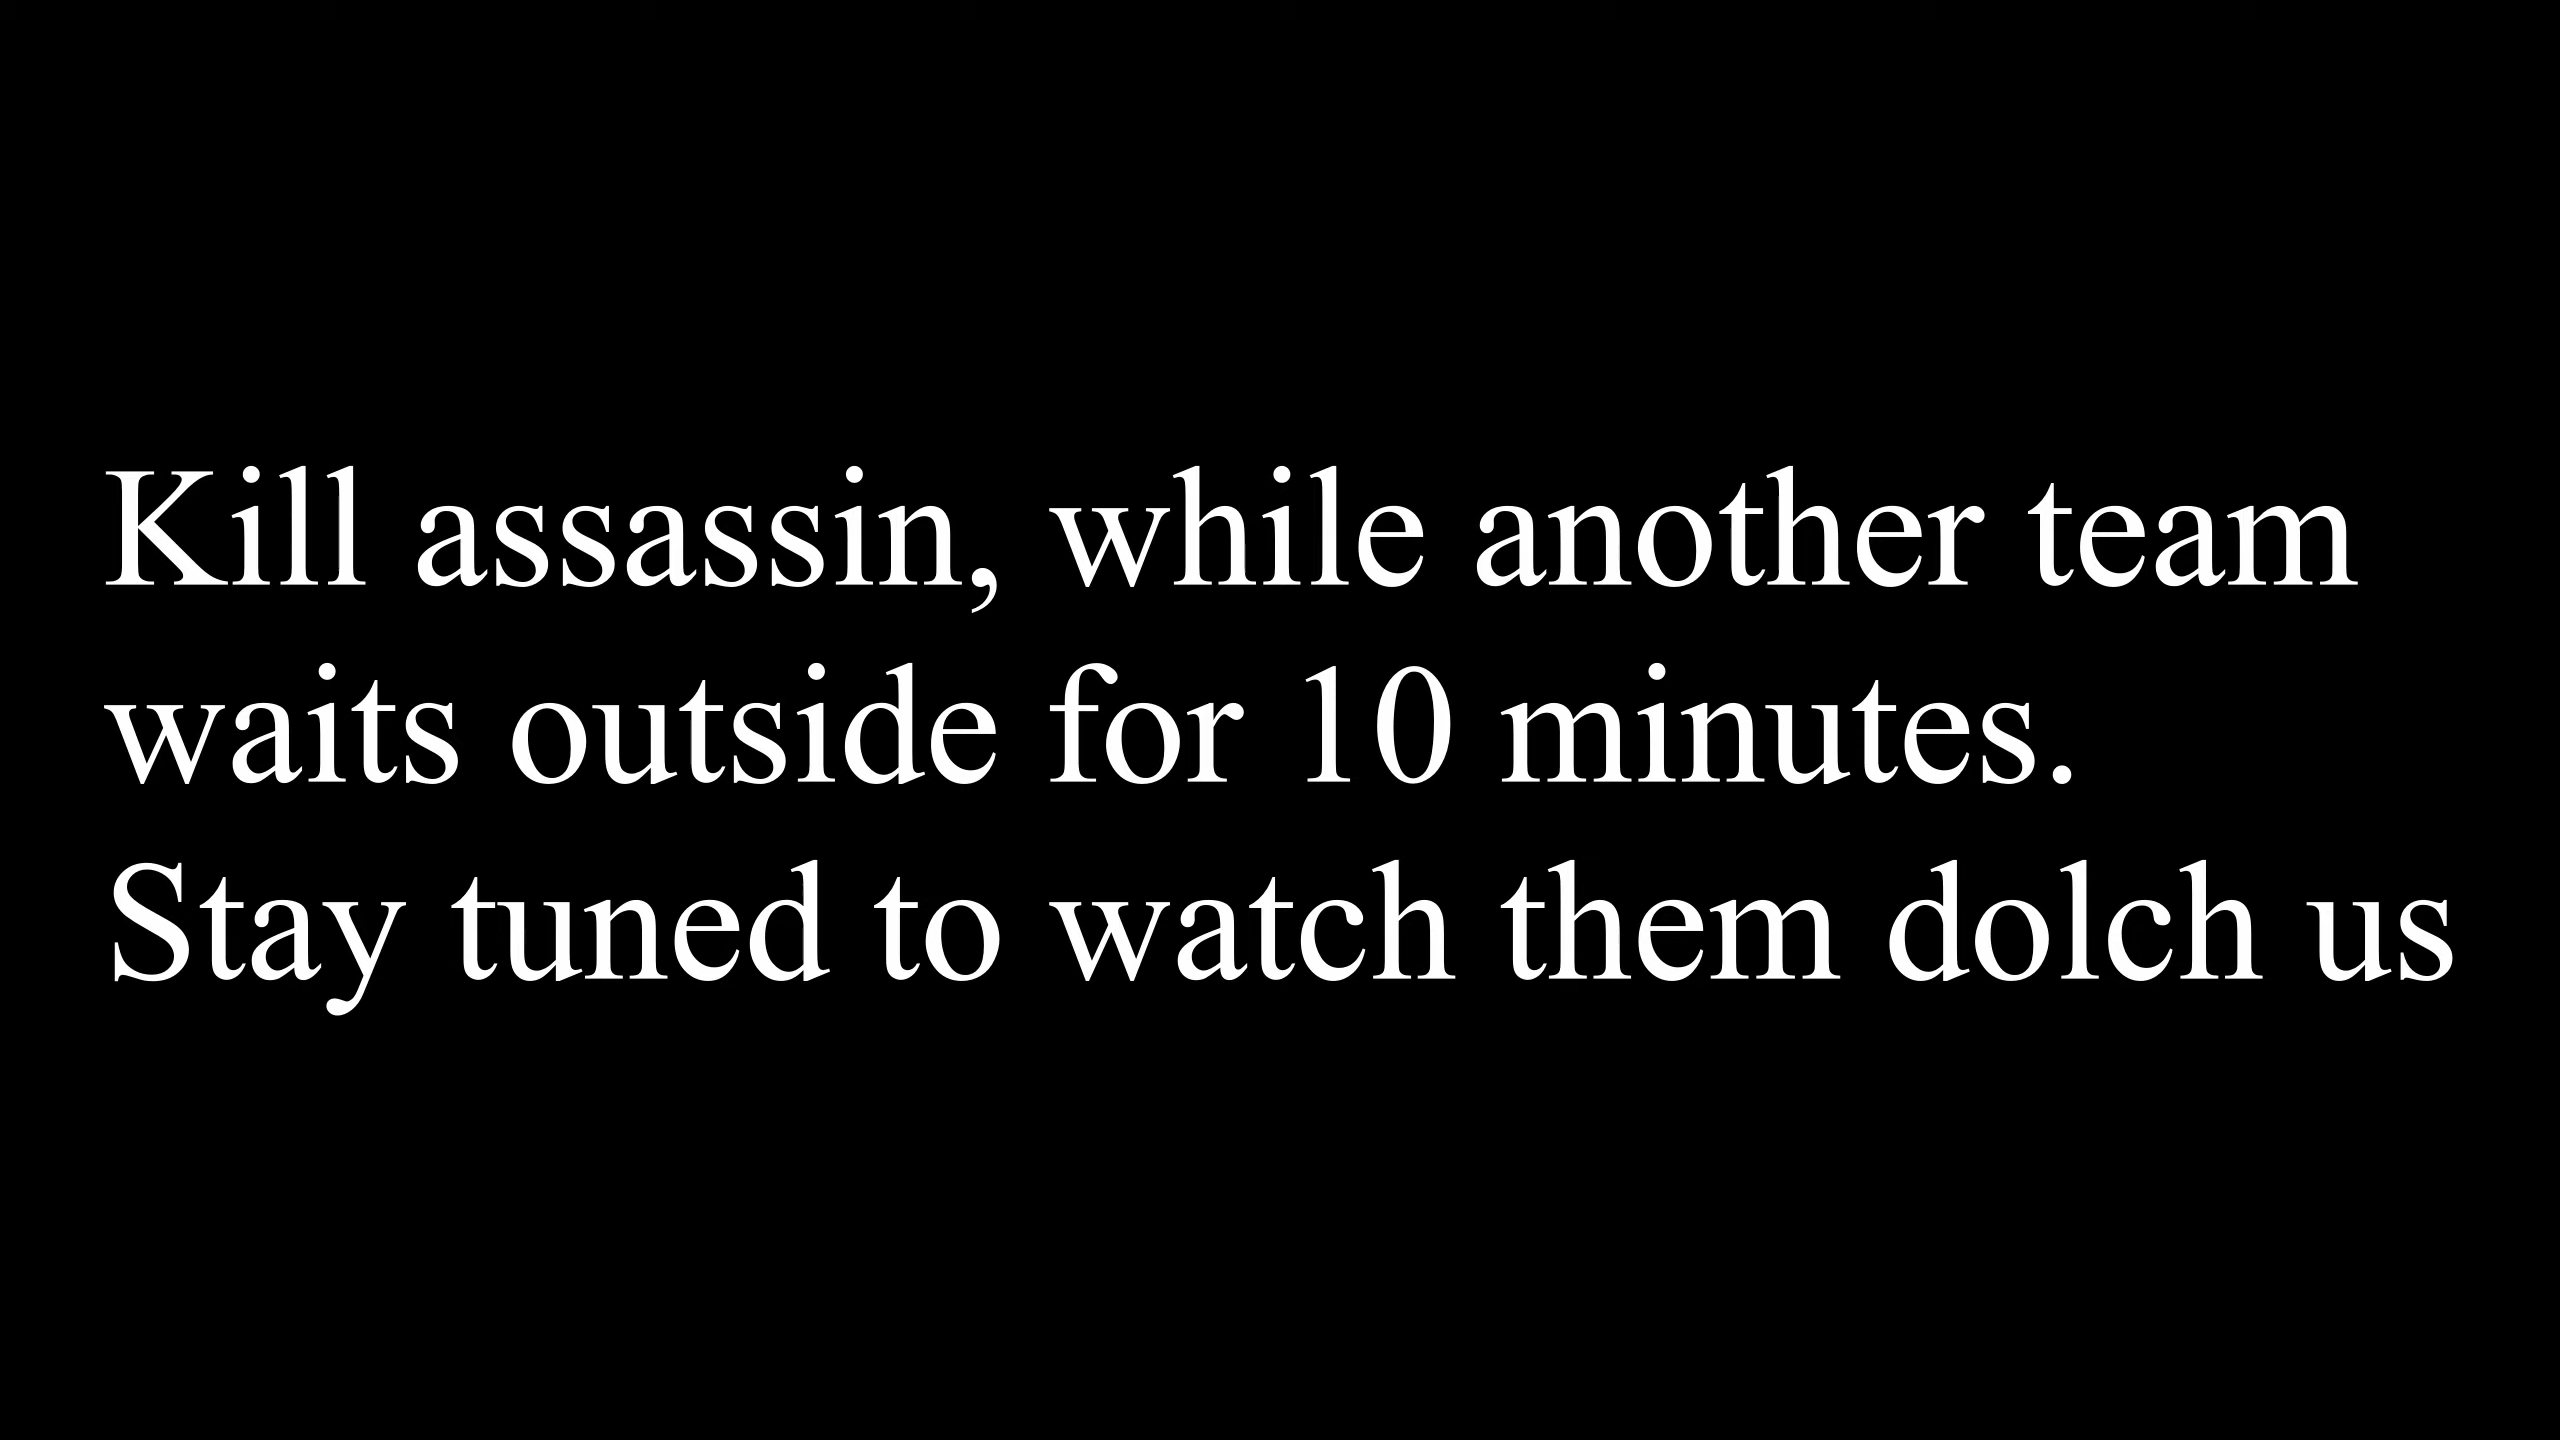 Kill assassin, while another team
waits outside for 10 minutes.
Stay tuned to watch them dolch us